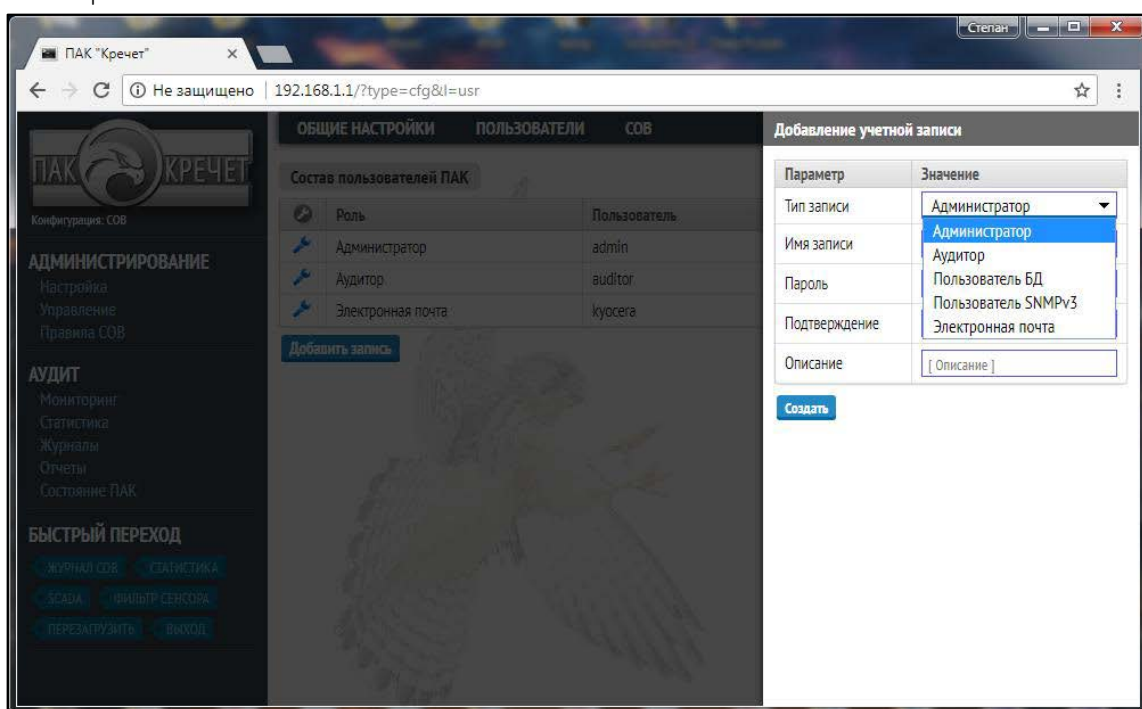 Степан
ПАК "Кречет"
Не защищено 192.168.1.1/?type=cfg&l=usr
ПАК КРЕЧЕТ
Конфигурация: СОВ
АДМИНИСТРИРОВАНИЕ
Настройка
Управление
Правила СОВ
АУДИТ
Мониторинг
Статистика
Журналы
Отчеты
Состояние ПАК
БЫСТРЫЙ ПЕРЕХОД
ЖУРНАЛ СОВ СТАТИСТИКА
SCADA ФИЛЬТР СЕНСОРА
ПЕРЕЗАГРУЗИТЬ ВЫХОД
ОБЩИЕ НАСТРОЙКИ ПОЛЬЗОВАТЕЛИ СОВ
Состав пользователей ПАК
Роль Пользователь
Администратор admin
Аудитор auditor
Электронная почта kyocera
Добавить запись
Добавление учетной записи
Параметр Значение
Тип записи Администратор
Администратор
Аудитор
Пользователь БД
Пользователь SNMPv3
Электронная почта
Имя записи
Пароль
Подтверждение
Описание [ Описание ]
Создать